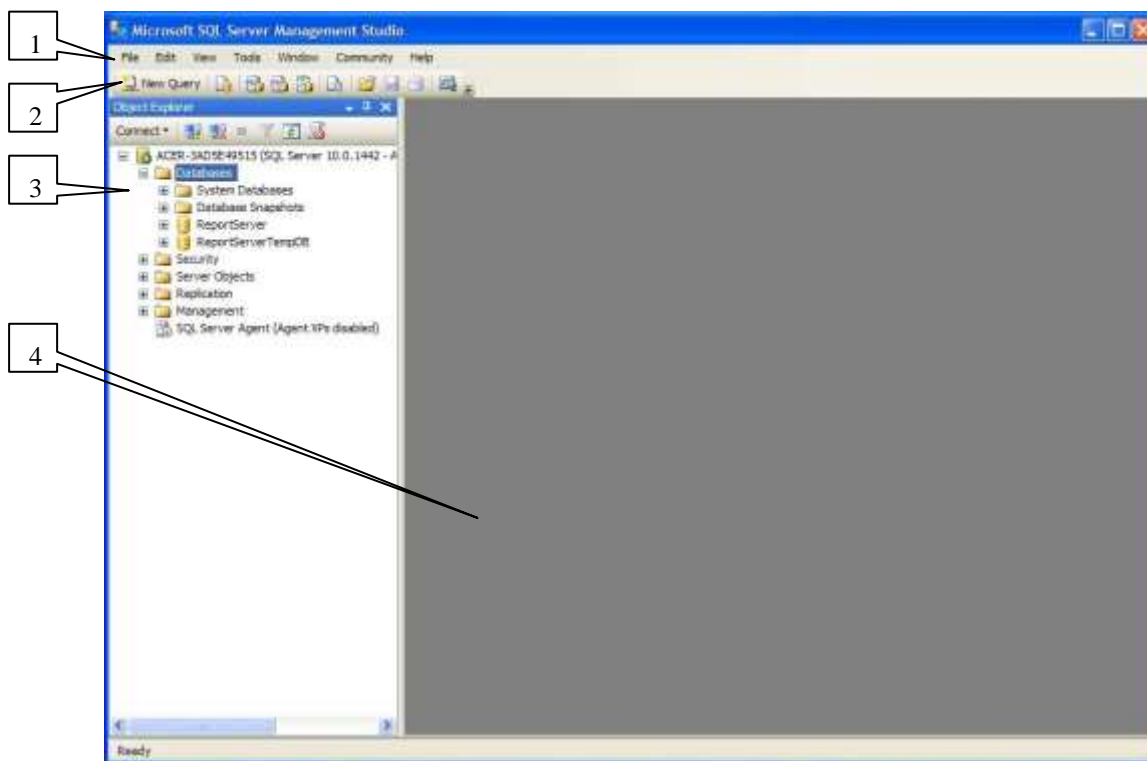 Microsoft SQL Server Management Studio
1
File Edit View Tools Window Community Help
New Query
2
Object Explorer
Connect
ACER-3AD5E49515 (SQL Server 10.0.1442 - A
Databases
3
System Databases
Database Snapshots
ReportServer
ReportServerTempDB
Security
Server Objects
Replication
Management
SQL Server Agent (Agent XPs disabled)
4
Ready